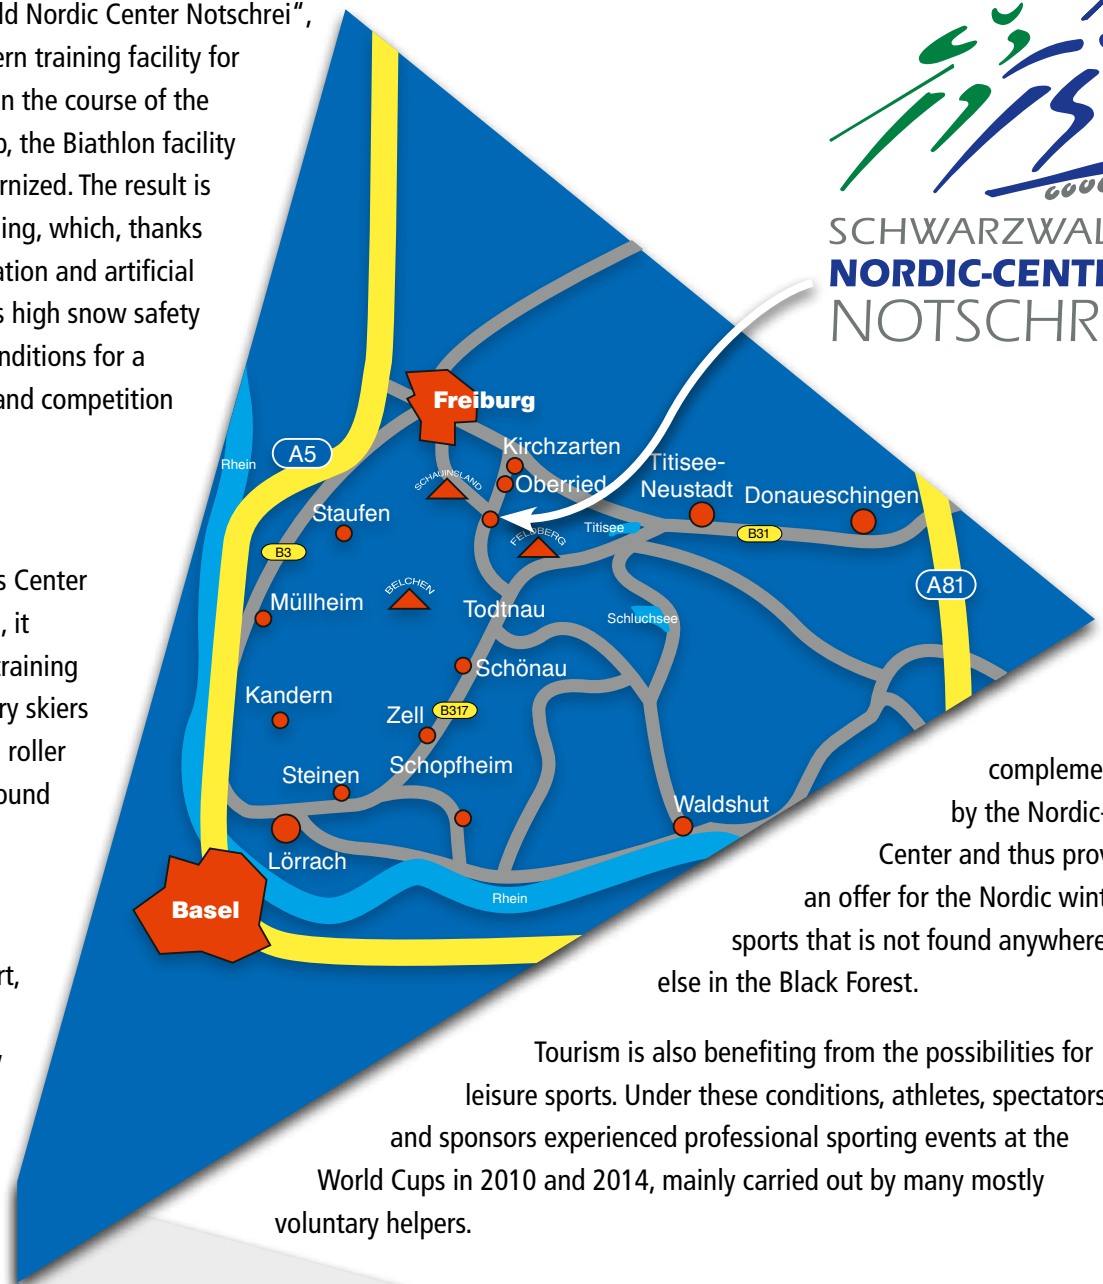 ld Nordic Center Notschrei“,
ern training facility for
n the course of the
, the Biathlon facility
rnized. The result is
ing, which, thanks
ation and artificial
s high snow safety
nditions for a
and competition
s Center
, it
training
ry skiers
roller
ound
rt,
SCHWARZWAL
NORDIC-CENT
NOTSCHR
Freiburg
Kirchzarten
Oberried
SCHAUINSLAND
Rhein
A5
Titisee-
Neustadt
Donaueschingen
Staufen
Titisee
B31
FELDBERG
B3
A81
BELCHEN
Müllheim
Todtnau
Schluchsee
Schönau
Kandern
Zell
B317
Steinen
Schopfheim
Waldshut
Lörrach
Rhein
Basel
compleme
by the Nordic-
Center and thus prov
an offer for the Nordic wint
sports that is not found anywhere
else in the Black Forest.
Tourism is also benefiting from the possibilities for
leisure sports. Under these conditions, athletes, spectators
and sponsors experienced professional sporting events at the
World Cups in 2010 and 2014, mainly carried out by many mostly
voluntary helpers.